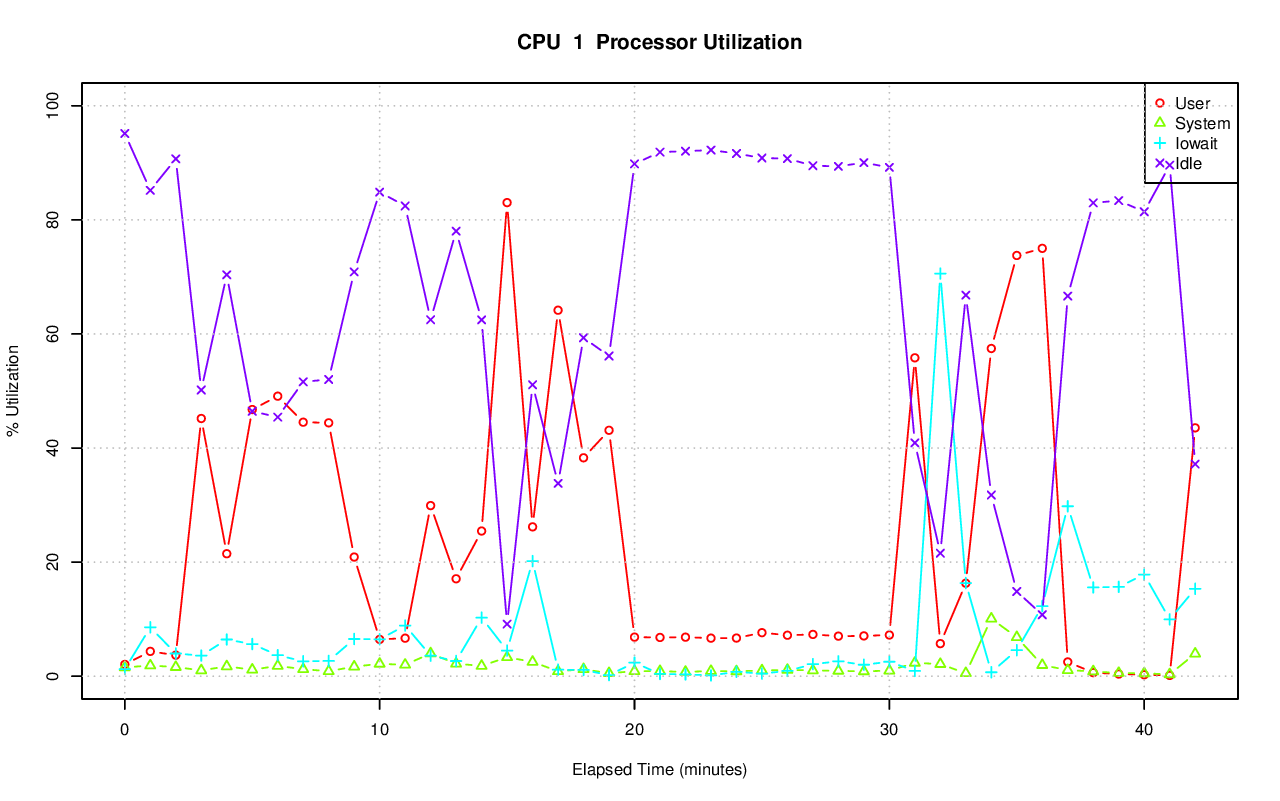 CPU  1  Processor Utilization
% Utilization
100
80
60
40
20
0
User
System
Iowait
Idle
0 10 20 30 40
Elapsed Time (minutes)